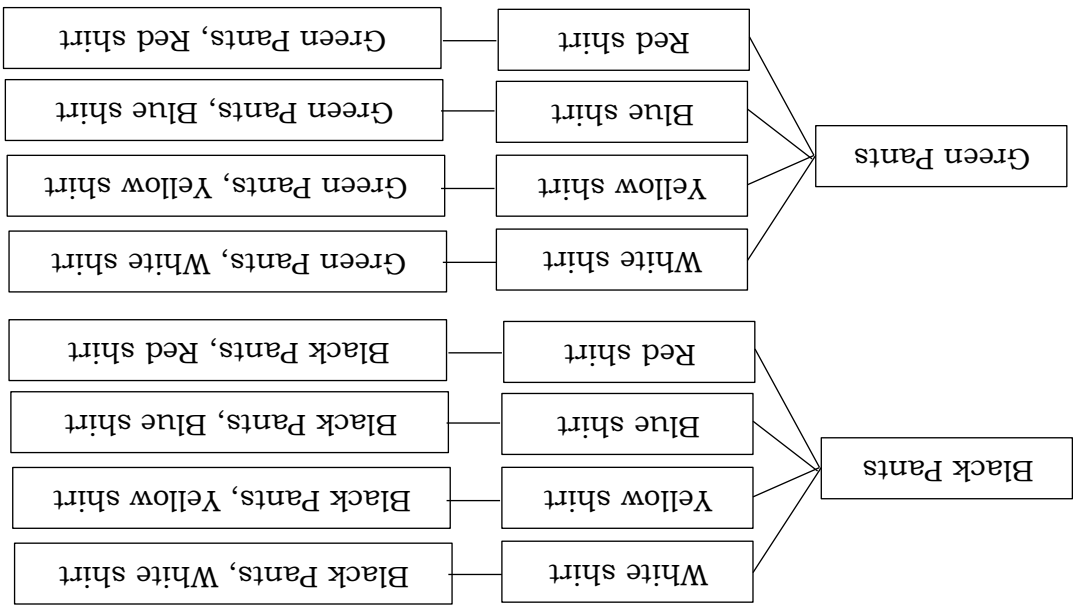 Black Pants
White shirt
Black Pants, White shirt
Yellow shirt
Black Pants, Yellow shirt
Blue shirt
Black Pants, Blue shirt
Red shirt
Black Pants, Red shirt
Green Pants
White shirt
Green Pants, White shirt
Yellow shirt
Green Pants, Yellow shirt
Blue shirt
Green Pants, Blue shirt
Red shirt
Green Pants, Red shirt